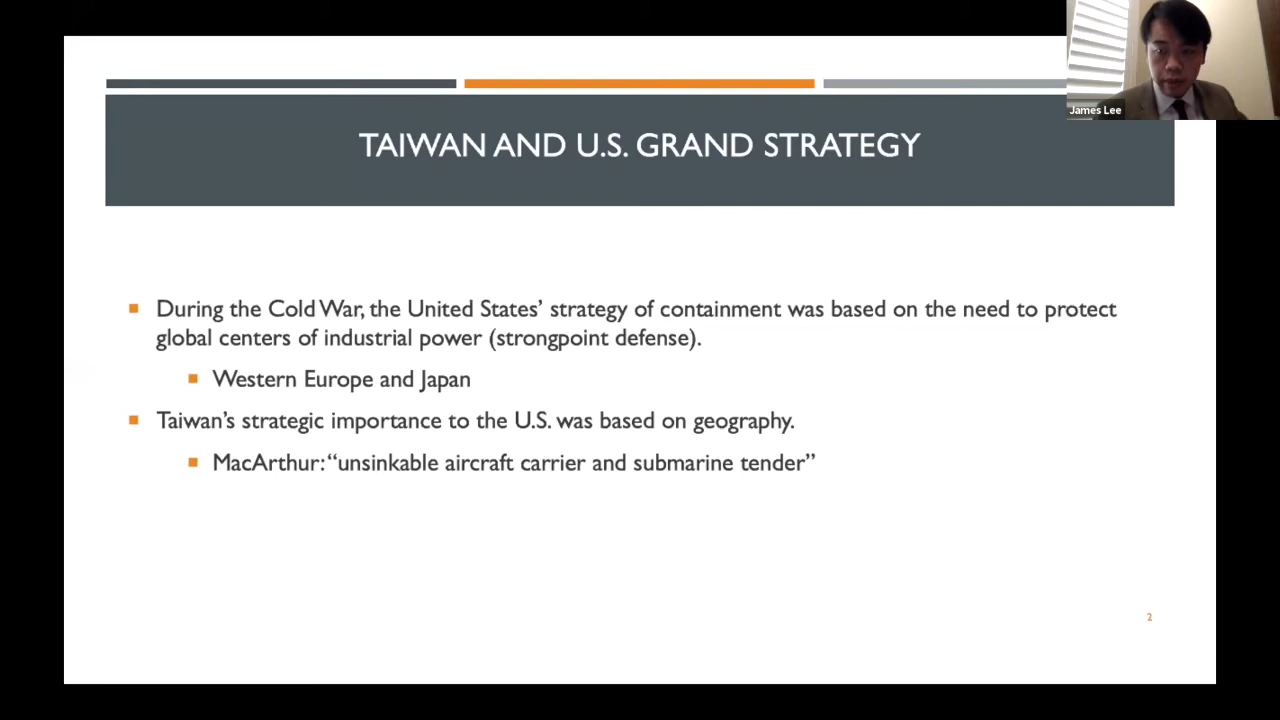 James Lee
TAIWAN AND U.S. GRAND STRATEGY
During the Cold War, the United States’ strategy of containment was based on the need to protect
global centers of industrial power (strongpoint defense).
Western Europe and Japan
Taiwan’s strategic importance to the U.S. was based on geography.
MacArthur: “unsinkable aircraft carrier and submarine tender”
2